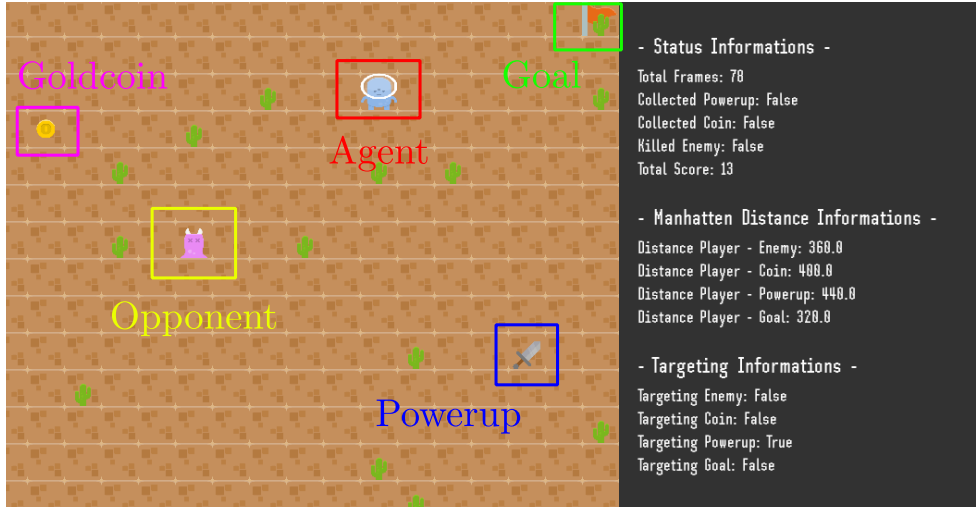 Goldcoin
Goal
Agent
Opponent
Powerup
- Status Informations -
Total Frames: 78
Collected Powerup: False
Collected Coin: False
Killed Enemy: False
Total Score: 13
- Manhatten Distance Informations -
Distance Player - Enemy: 360.0
Distance Player - Coin: 400.0
Distance Player - Powerup: 440.0
Distance Player - Goal: 320.0
- Targeting Informations -
Targeting Enemy: False
Targeting Coin: False
Targeting Powerup: True
Targeting Goal: False